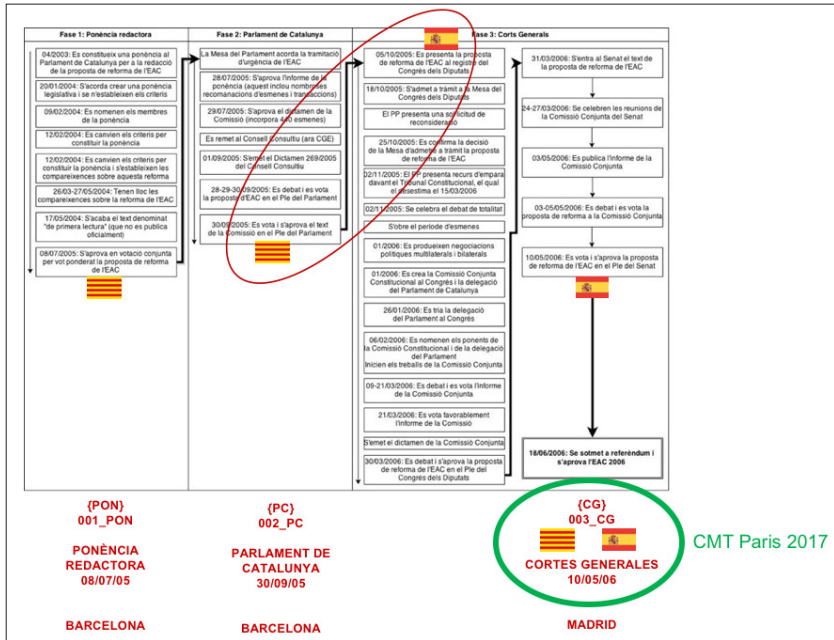 Fase 1: Ponència redactora
04/2003: Es constitueix una ponència al
Parlament de Catalunya per a la redacció
de la proposta de reforma de l'EAC
20/01/2004: S'acorda crear una ponència
legislativa i se n'estableixen els criteris
09/02/2004: Es nomenen els membres
de la ponència
12/02/2004: Es canvien els criteris per
constituir la ponència
12/02/2004: Es canvien els criteris per
constituir la ponència i s'estableixen les
compareixences sobre aquesta reforma
26/03-27/05/2004: Tenen lloc les
compareixences sobre la reforma de l'EAC
17/05/2004: S'acaba el text denominat
"de primera lectura" (que no es publica
oficialment)
08/07/2005: S'aprova en votació conjunta
per vot ponderat la proposta de reforma
de l'EAC
Fase 2: Parlament de Catalunya
La Mesa del Parlament acorda la tramitació
d'urgència de l'EAC
28/07/2005: S'aprova l'informe de la
ponència (aquest inclou nombroses
recomanacions d'esmenes i transaccions)
29/07/2005: S'aprova el dictamen de la
Comissió (incorpora 440 esmenes)
Es remet al Consell Consultiu (ara CGE)
01/09/2005: S'emet el Dictamen 269/2005
del Consell Consultiu
28-29-30/09/2005: Es debat i es vota
la proposta d'EAC en el Ple del Parlament
30/09/2005: Es vota i s'aprova el text
de la Comissió en el Ple del Parlament
Fase 3: Corts Generals
05/10/2005: Es presenta la proposta
de reforma de l'EAC al registre del
Congrés dels Diputats
18/10/2005: S'admet a tràmit a la Mesa del
Congrés dels Diputats
El PP presenta una sol·licitud de
reconsideració
25/10/2005: Es confirma la decisió
de la Mesa d'admetre a tràmit la proposta
de reforma de l'EAC
02/11/2005: El PP presenta recurs d'empara
davant el Tribunal Constitucional, el qual
el desestima el 15/03/2006
02/11/2005: Se celebra el debat de totalitat
S'obre el període d'esmenes
01/2006: Es produeixen negociacions
polítiques multilaterals i bilaterals
01/2006: Es crea la Comissió Conjunta
Constitucional al Congrés i la delegació
del Parlament de Catalunya
26/01/2006: Es tria la delegació
del Parlament al Congrés
06/02/2006: Es nomenen els ponents de
la Comissió Constitucional i de la delegació
del Parlament
Inicien els treballs de la Comissió Conjunta
09-21/03/2006: Es debat i es vota l'informe
de la Comissió Conjunta
21/03/2006: Es vota favorablement
l'informe de la Comissió
S'emet el dictamen de la Comissió Conjunta
30/03/2006: Es debat i s'aprova la proposta
de reforma de l'EAC en el Ple del
Congrés dels Diputats
31/03/2006: S'entra al Senat el text de
la proposta de reforma de l'EAC
24-27/03/2006: Se celebren les reunions de
la Comissió Conjunta del Senat
03/05/2006: Es publica l'informe de la
Comissió Conjunta
03-05/05/2006: Es debat i es vota la
proposta de reforma a la Comissió Conjunta
10/05/2006: Es vota i s'aprova la proposta
de reforma de l'EAC en el Ple del Senat
18/06/2006: Se sotmet a referèndum i
s'aprova l'EAC 2006
{PON}
001_PON
PONÈNCIA
REDACTORA
08/07/05
BARCELONA
{PC}
002_PC
PARLAMENT DE
CATALUNYA
30/09/05
BARCELONA
{CG}
003_CG
CORTES GENERALES
10/05/06
MADRID
CMT Paris 2017